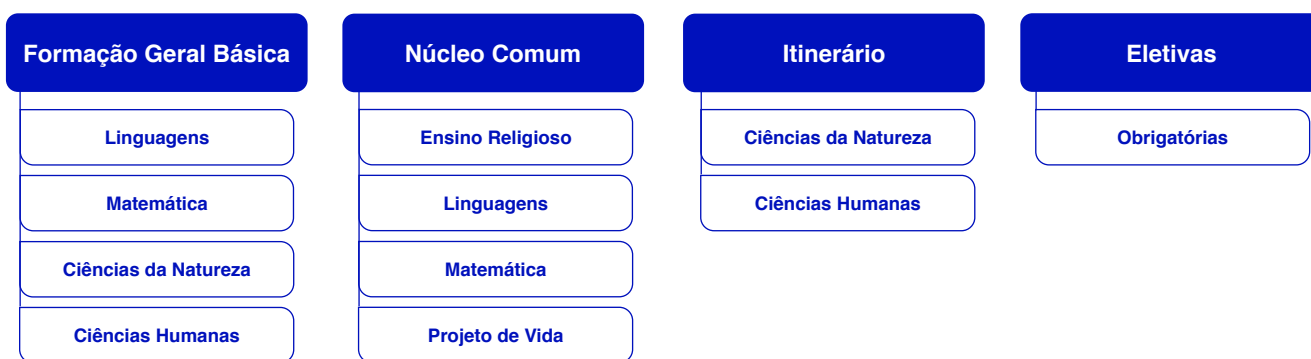 Formação Geral Básica
Linguagens
Matemática
Ciências da Natureza
Ciências Humanas
Núcleo Comum
Ensino Religioso
Linguagens
Matemática
Projeto de Vida
Itinerário
Ciências da Natureza
Ciências Humanas
Eletivas
Obrigatórias